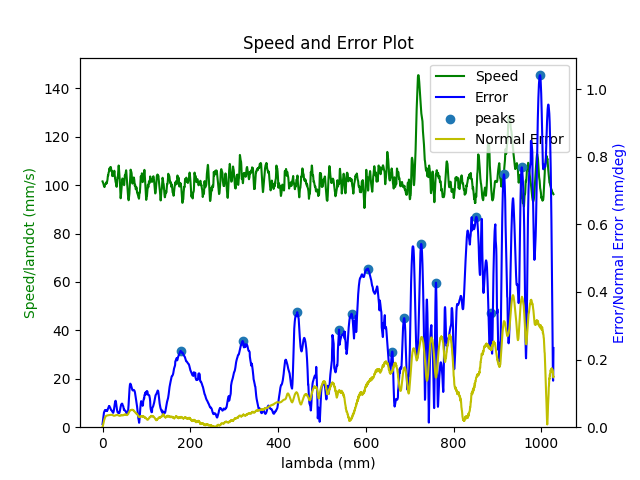 Speed and Error Plot
Speed/lamdot (mm/s)
140
120
100
80
60
40
20
0
0 200 400 600 800 1000
lambda (mm)
1.0
0.8
0.6
0.4
0.2
0.0
Error/Normal Error (mm/deg)
Speed
Error
peaks
Normal Error